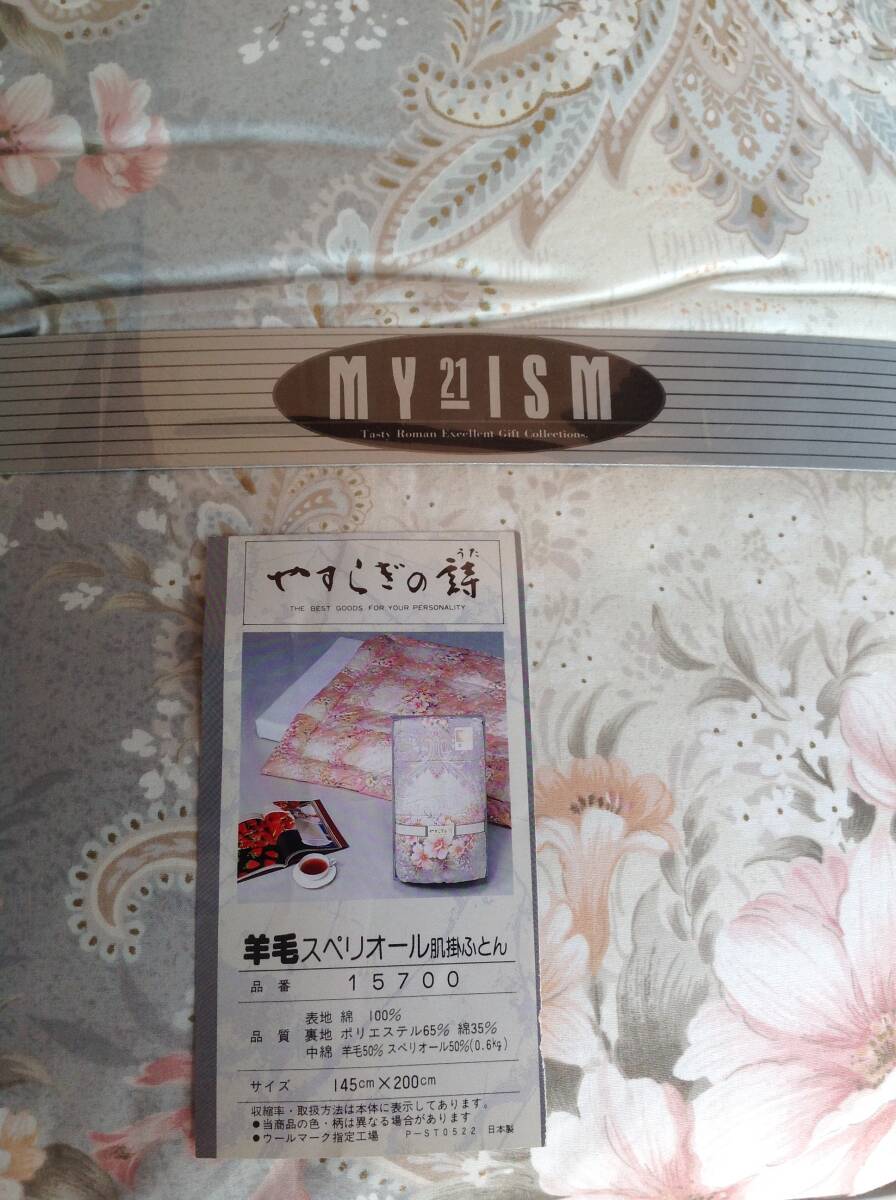 MY21ISM
Tasty Roman Excellent Gift Collections.
うた
やすらぎの詩
THE BEST GOODS FOR YOUR PERSONALITY
羊毛スペリオール肌掛ふとん
品番 15700
表地 綿 100%
品質 裏地 ポリエステル65% 綿35%
中綿 羊毛50% スペリオール50%(0.6kg)
サイズ 145cm×200cm
収縮率・取扱方法は本体に表示してあります。
●当商品の色・柄は異なる場合があります
●ウールマーク指定工場 P-ST0522 日本製